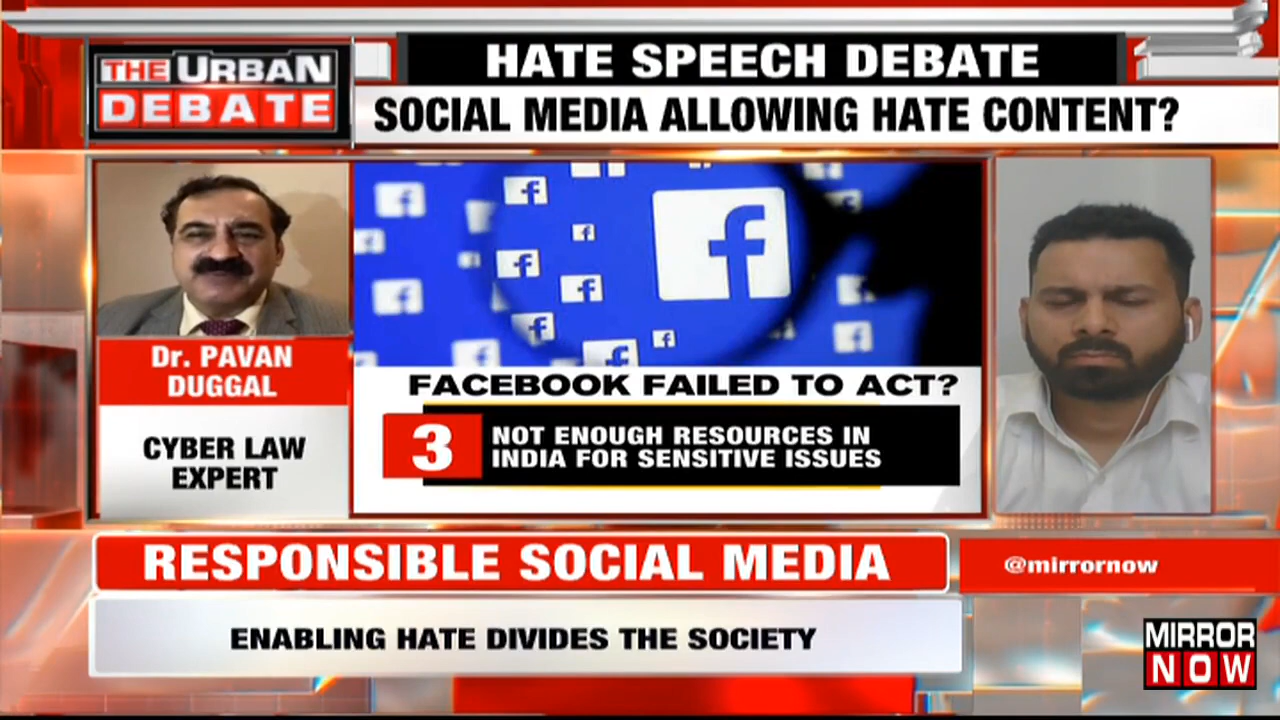 THE URBAN
DEBATE
HATE SPEECH DEBATE
SOCIAL MEDIA ALLOWING HATE CONTENT?
Dr. PAVAN
DUGGAL
CYBER LAW
EXPERT
FACEBOOK FAILED TO ACT?
3
NOT ENOUGH RESOURCES IN
INDIA FOR SENSITIVE ISSUES
RESPONSIBLE SOCIAL MEDIA
@mirrornow
ENABLING HATE DIVIDES THE SOCIETY
MIRROR
NOW